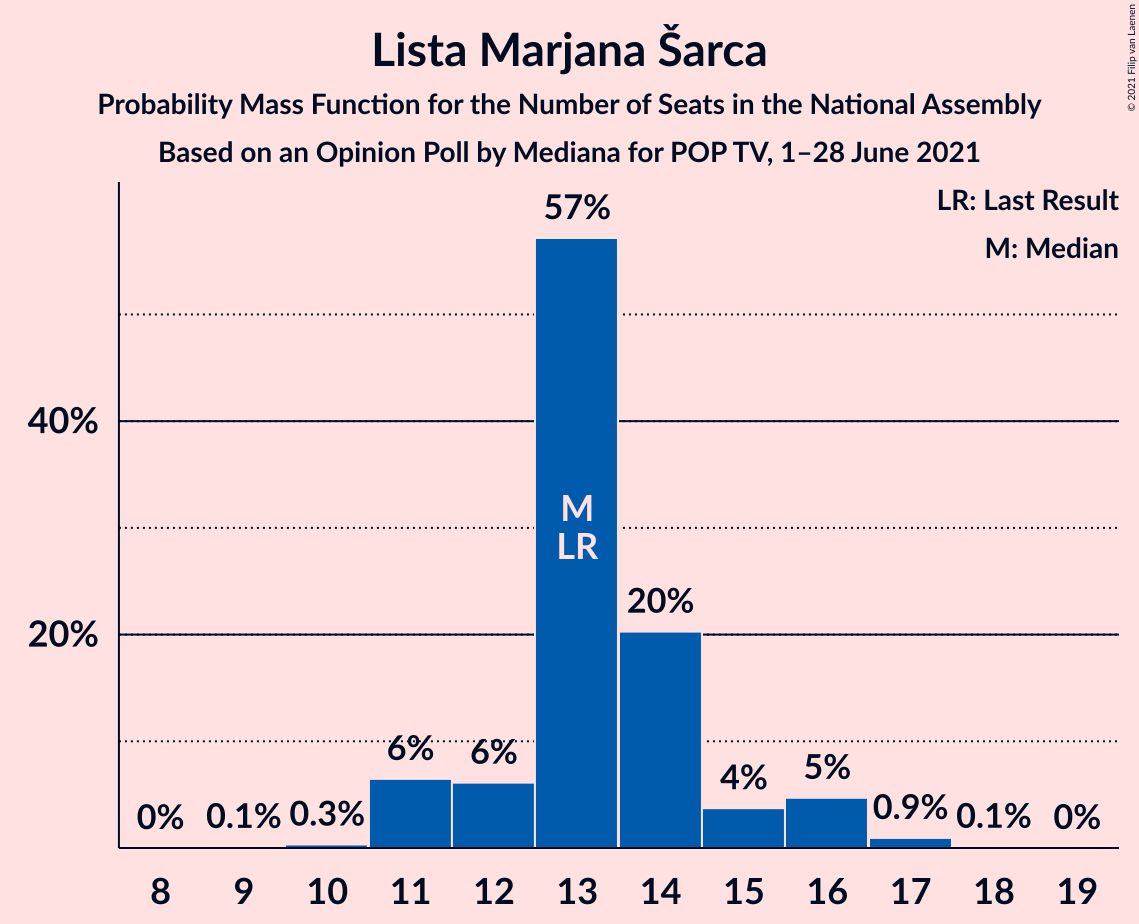 Lista Marjana Šarca
Probability Mass Function for the Number of Seats in the National Assembly
Based on an Opinion Poll by Mediana for POP TV, 1–28 June 2021
© 2021 Filip van Laenen
LR: Last Result
M: Median
40%
20%
0%
0.1%
0.3%
6%
6%
57%
M
LR
20%
4%
5%
0.9%
0.1%
0%
8 9 10 11 12 13 14 15 16 17 18 19